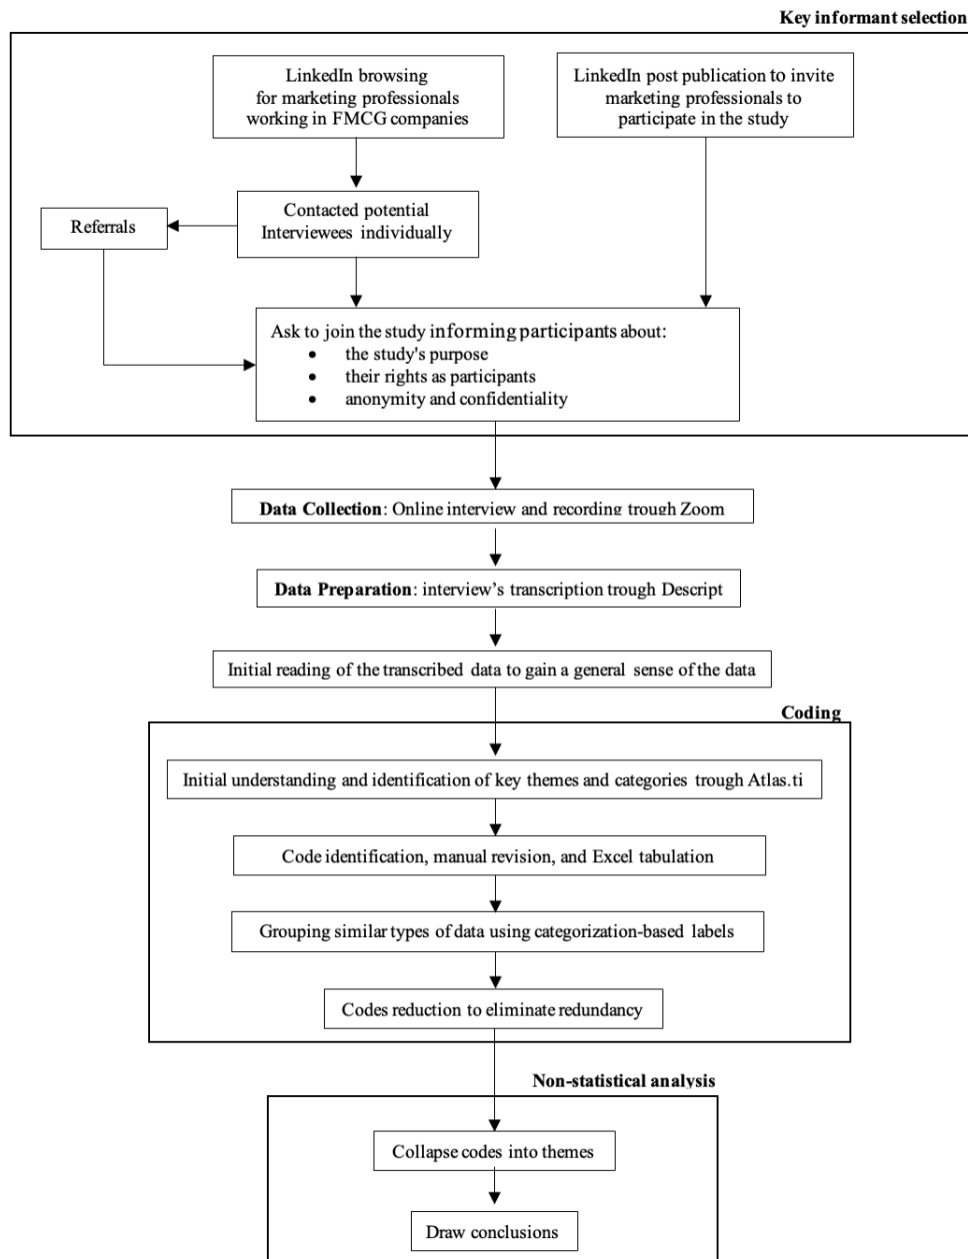 Key informant selection
LinkedIn browsing
for marketing professionals
working in FMCG companies
LinkedIn post publication to invite
marketing professionals to
participate in the study
Contacted potential
Interviewees individually
Referrals
Ask to join the study informing participants about:
• the study's purpose
• their rights as participants
• anonymity and confidentiality
Data Collection: Online interview and recording trough Zoom
Data Preparation: interview’s transcription trough Descript
Initial reading of the transcribed data to gain a general sense of the data
Coding
Initial understanding and identification of key themes and categories trough Atlas.ti
Code identification, manual revision, and Excel tabulation
Grouping similar types of data using categorization-based labels
Codes reduction to eliminate redundancy
Non-statistical analysis
Collapse codes into themes
Draw conclusions